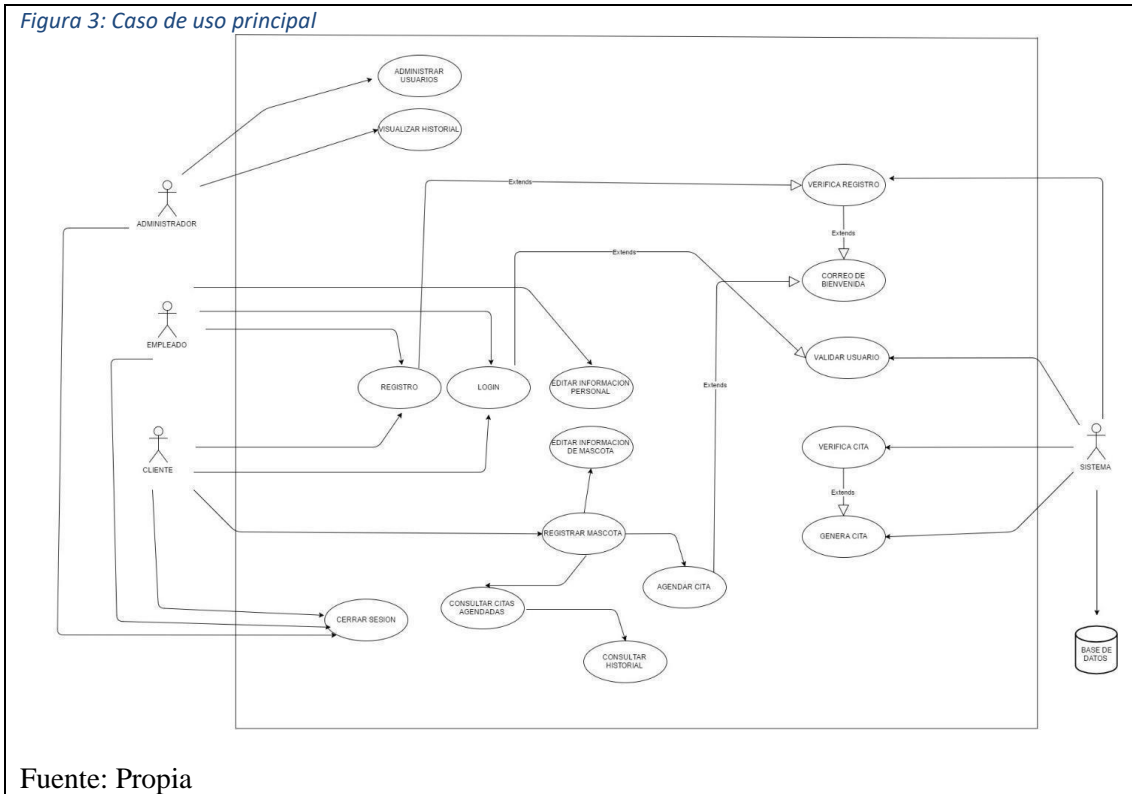 Figura 3: Caso de uso principal
ADMINISTRAR
USUARIOS
VISUALIZAR HISTORIAL
Extends
VERIFICA REGISTRO
ADMINISTRADOR
Extends
Extends
CORREO DE
BIENVENIDA
EMPLEADO
VALIDAR USUARIO
REGISTRO
LOGIN
EDITAR INFORMACION
PERSONAL
Extends
EDITAR INFORMACION
DE MASCOTA
VERIFICA CITA
CLIENTE
SISTEMA
Extends
REGISTRAR MASCOTA
GENERA CITA
AGENDAR CITA
CONSULTAR CITAS
AGENDADAS
CERRAR SESION
CONSULTAR
HISTORIAL
BASE DE
DATOS
Fuente: Propia